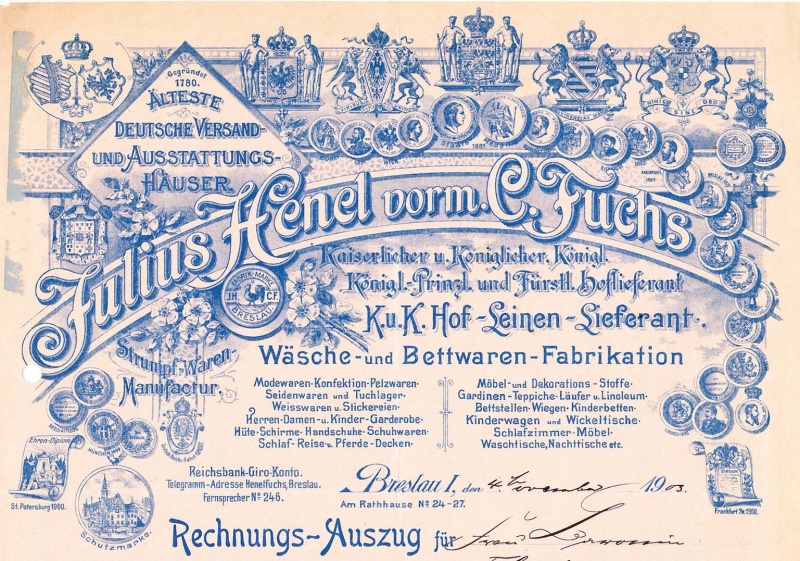 Gegründet
1780.
ÄLTESTE
DEUTSCHE VERSAND-
UND AUSSTATTUNGS-
HÄUSER.
Julius Henel vorm. C. Fuchs
Kaiserlicher u. Königlicher, Königl.
Königl.-Prinzl. und Fürstl. Hoflieferant
K.u.K. Hof-Leinen-Lieferant.
FABRIK-MARKE
J.H. C.F.
BRESLAU.
Wäsche- und Bettwaren-Fabrikation
Strumpf-Waren-
Manufactur.
Modewaren-Konfektion-Pelzwaren
Seidenwaren und Tuchlager.
Weisswaren u. Stickereien.
Herren-Damen- u. Kinder-Garderobe.
Hüte-Schirme-Handschuhe-Schuhwaren
Schlaf-Reise- u. Pferde-Decken.
Möbel- und Dekorations-Stoffe.
Gardinen-Teppiche-Läufer u. Linoleum.
Bettstellen-Wiegen-Kinderbetten.
Kinderwagen und Wickeltische.
Schlafzimmer-Möbel.
Waschtische, Nachttische etc.
Ehren-Diplom
St. Petersburg 1900.
Schutzmarke.
Reichsbank-Giro-Konto.
Telegramm-Adresse Henelfuchs, Breslau.
Fernsprecher No 246.
Breslau I, den 4. November 1903.
Am Rathhause No 24-27.
DIPLOM
Frankfurt /M. 1900.
Rechnungs-Auszug für Frau